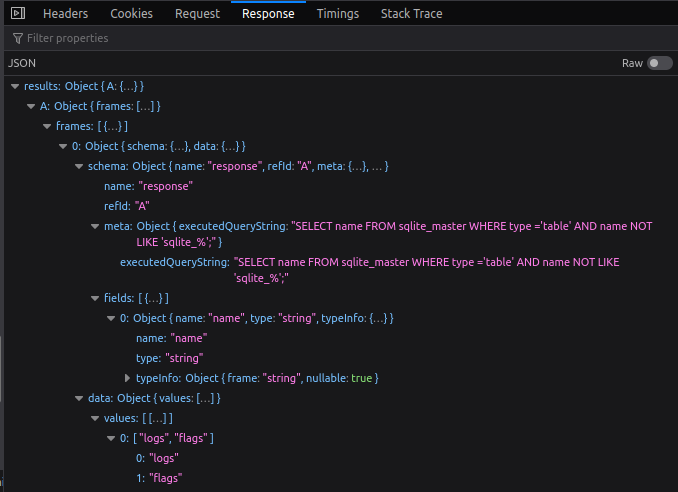 Headers Cookies Request Response Timings Stack Trace
Filter properties
JSON Raw
results: Object { A: {…} }
A: Object { frames: […] }
frames: [ {…} ]
0: Object { schema: {…}, data: {…} }
schema: Object { name: "response", refId: "A", meta: {…}, … }
name: "response"
refId: "A"
meta: Object { executedQueryString: "SELECT name FROM sqlite_master WHERE type ='table' AND name NOT
LIKE 'sqlite_%';" }
executedQueryString: "SELECT name FROM sqlite_master WHERE type ='table' AND name NOT LIKE
'sqlite_%';"
fields: [ {…} ]
0: Object { name: "name", type: "string", typeInfo: {…} }
name: "name"
type: "string"
typeInfo: Object { frame: "string", nullable: true }
data: Object { values: […] }
values: [ […] ]
0: [ "logs", "flags" ]
0: "logs"
1: "flags"